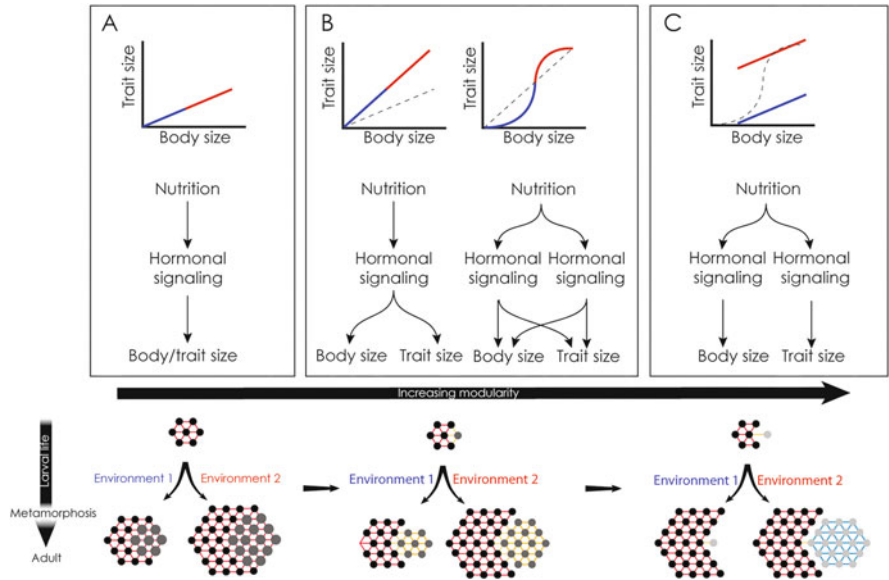 A
Trait size
Body size
Nutrition
Hormonal
signaling
Body/trait size
B
Trait size
Body size
Body size
Nutrition
Nutrition
Hormonal
signaling
Hormonal
signaling
Hormonal
signaling
Body size
Trait size
Body size
Trait size
C
Trait size
Body size
Nutrition
Hormonal
signaling
Hormonal
signaling
Body size
Trait size
Increasing modularity
Larval life
Metamorphosis
Adult
Environment 1
Environment 2
Environment 1
Environment 2
Environment 1
Environment 2